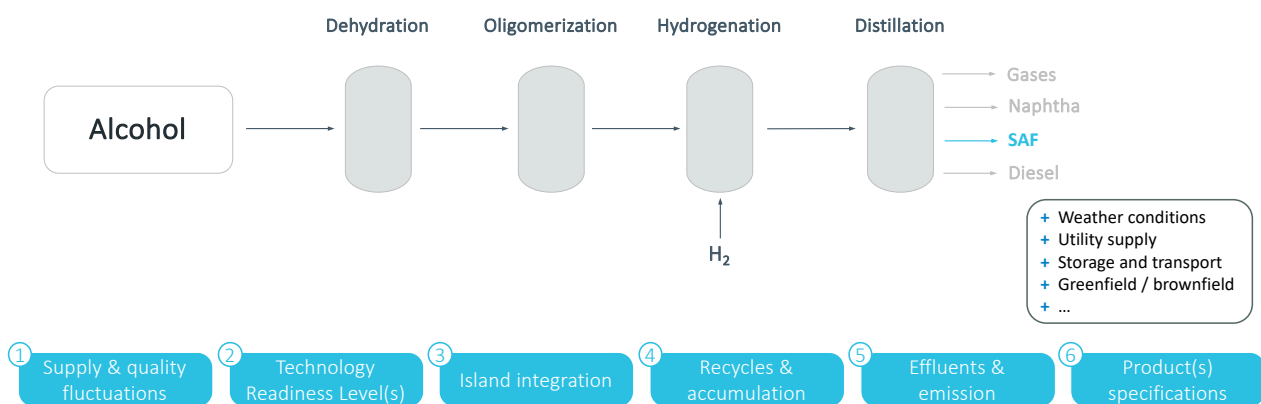 Dehydration
Oligomerization
Hydrogenation
Distillation
Alcohol
Gases
Naphtha
SAF
Diesel
H₂
+ Weather conditions
+ Utility supply
+ Storage and transport
+ Greenfield / brownfield
+ ...
1
Supply & quality
fluctuations
2
Technology
Readiness Level(s)
3
Island integration
4
Recycles &
accumulation
5
Effluents &
emission
6
Product(s)
specifications